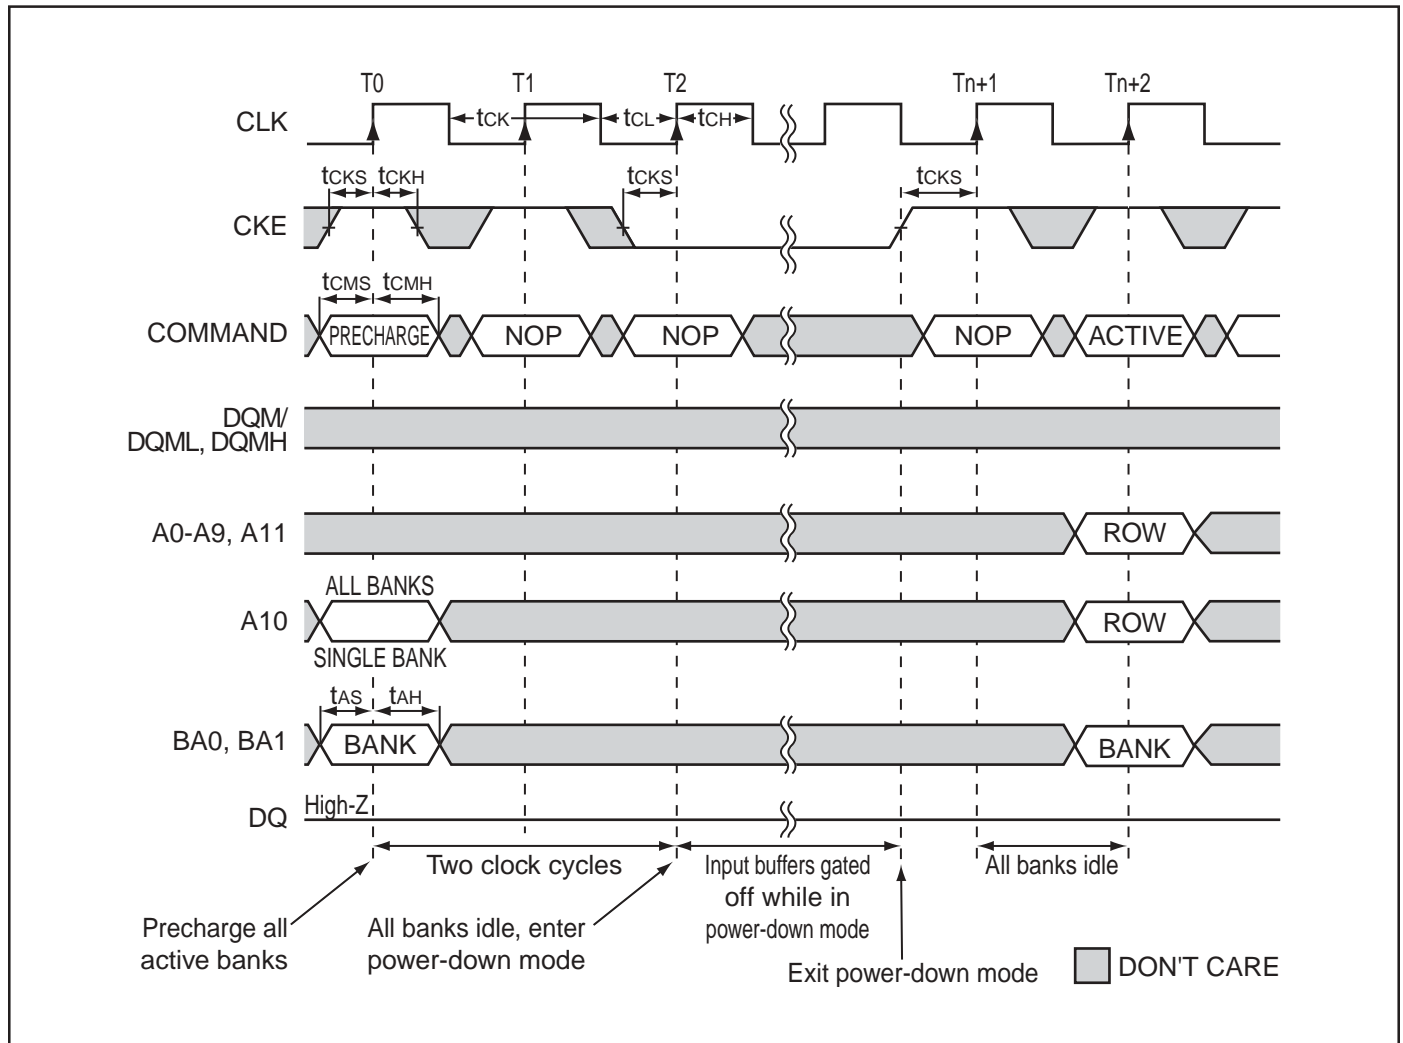 T0 T1 T2 Tn+1 Tn+2
CLK tCK tCL tCH
tCKS tCKH tCKS tCKS
CKE
tCMS tCMH
COMMAND PRECHARGE NOP NOP NOP ACTIVE
DQM/
DQML, DQMH
A0-A9, A11 ROW
ALL BANKS
A10 ROW
SINGLE BANK
tAS tAH
BA0, BA1 BANK BANK
DQ High-Z
Two clock cycles
Input buffers gated
off while in
power-down mode
All banks idle
Precharge all
active banks
All banks idle, enter
power-down mode
Exit power-down mode
DON'T CARE